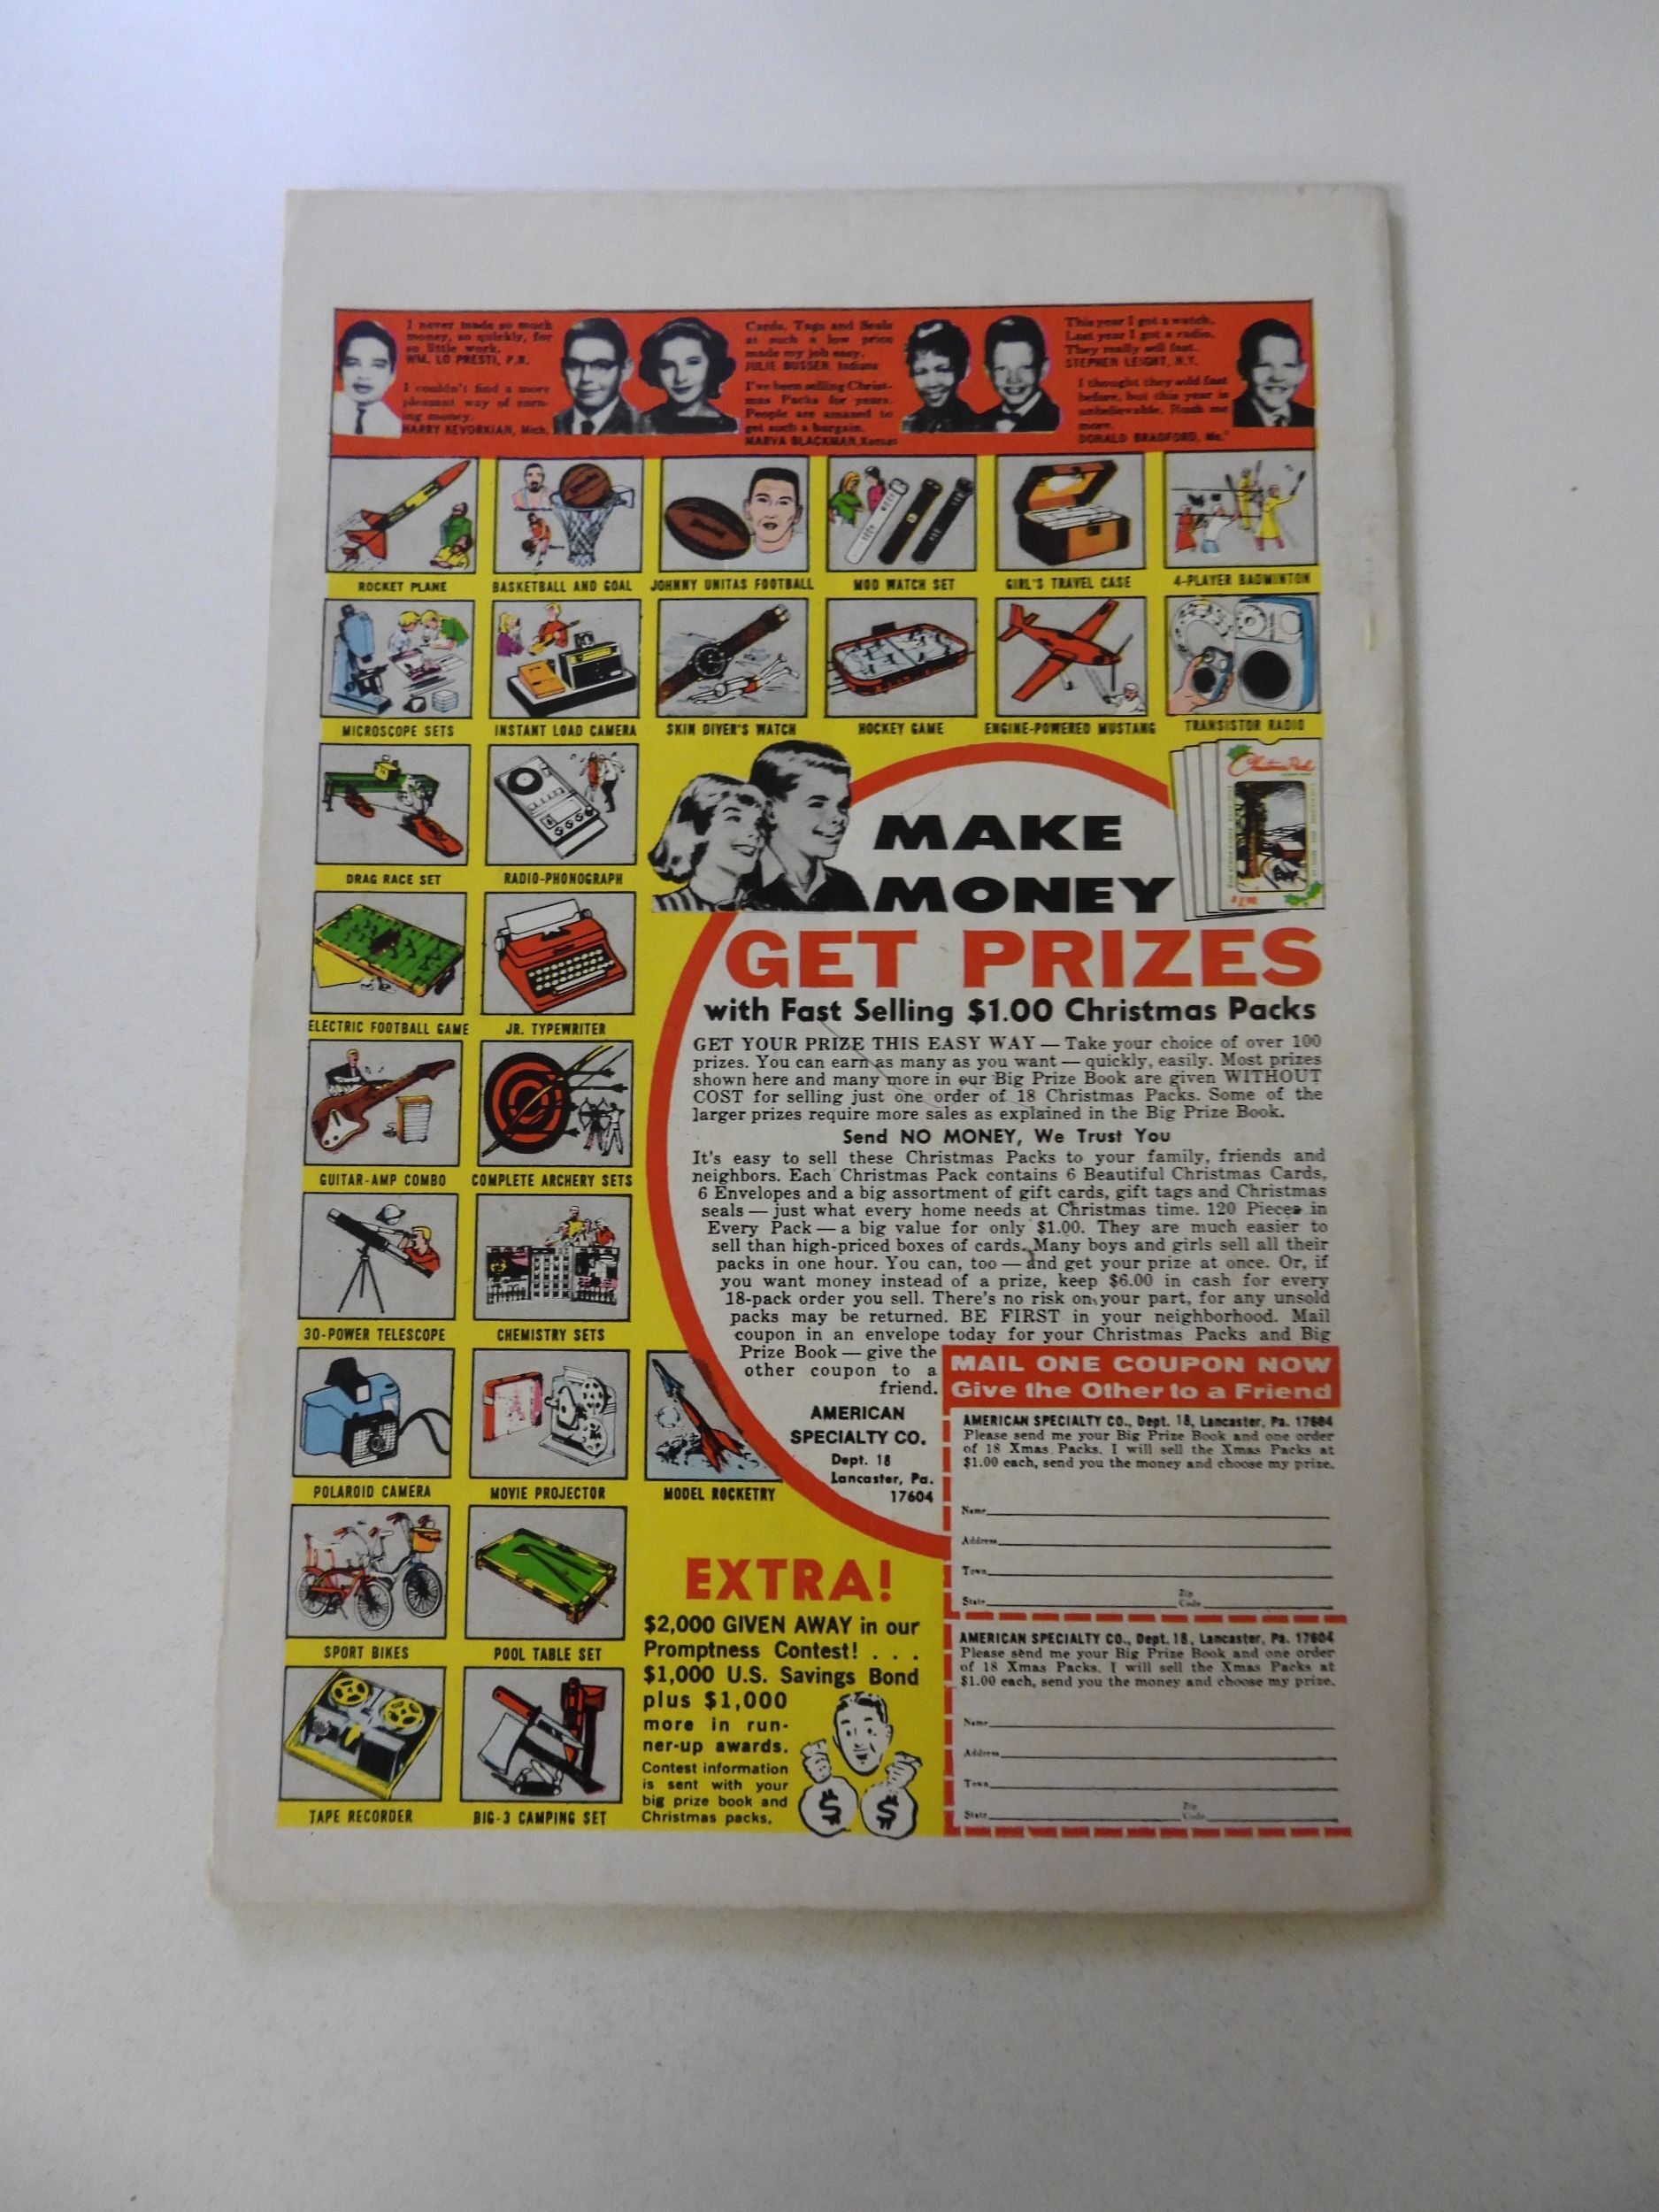 I never made so much
money, so quickly, for
so little work.
WM. LO PRESTI, P.R.
I couldn't find a more
pleasant way of earn-
ing money.
HARRY KEVORKIAN, Mich.
Cards, Tags and Seals
at such a low price
made my job easy.
JULIE BUSSEN, Indiana
I've been selling Christ-
mas Packs for years.
People are amazed to
get such a bargain.
MARVA BLACKMAN, Kansas
This year I got a watch.
Last year I got a radio.
They really sell fast.
STEPHEN LEIGHT, N.Y.
I thought they sold fast
before, but this year is
unbelievable. Rush me
more.
DONALD BRADFORD, Mo."
ROCKET PLANE
BASKETBALL AND GOAL
JOHNNY UNITAS FOOTBALL
MOD WATCH SET
GIRL'S TRAVEL CASE
4-PLAYER BADMINTON
MICROSCOPE SETS
INSTANT LOAD CAMERA
SKIN DIVER'S WATCH
HOCKEY GAME
ENGINE-POWERED MUSTANG
TRANSISTOR RADIO
DRAG RACE SET
RADIO-PHONOGRAPH
ELECTRIC FOOTBALL GAME
JR. TYPEWRITER
GUITAR-AMP COMBO
COMPLETE ARCHERY SETS
30-POWER TELESCOPE
CHEMISTRY SETS
POLAROID CAMERA
MOVIE PROJECTOR
MODEL ROCKETRY
SPORT BIKES
POOL TABLE SET
TAPE RECORDER
BIG-3 CAMPING SET
Christmas Pack
$1.00
MAKE
MONEY
GET PRIZES
with Fast Selling $1.00 Christmas Packs
GET YOUR PRIZE THIS EASY WAY — Take your choice of over 100
prizes. You can earn as many as you want — quickly, easily. Most prizes
shown here and many more in our Big Prize Book are given WITHOUT
COST for selling just one order of 18 Christmas Packs. Some of the
larger prizes require more sales as explained in the Big Prize Book.
Send NO MONEY, We Trust You
It's easy to sell these Christmas Packs to your family, friends and
neighbors. Each Christmas Pack contains 6 Beautiful Christmas Cards,
6 Envelopes and a big assortment of gift cards, gift tags and Christmas
seals — just what every home needs at Christmas time. 120 Pieces in
Every Pack — a big value for only $1.00. They are much easier to
sell than high-priced boxes of cards. Many boys and girls sell all their
packs in one hour. You can, too — and get your prize at once. Or, if
you want money instead of a prize, keep $6.00 in cash for every
18-pack order you sell. There's no risk on your part, for any unsold
packs may be returned. BE FIRST in your neighborhood. Mail
coupon in an envelope today for your Christmas Packs and Big
Prize Book — give the
other coupon to a
friend.
AMERICAN
SPECIALTY CO.
Dept. 18
Lancaster, Pa.
17604
EXTRA!
$2,000 GIVEN AWAY in our
Promptness Contest! . . .
$1,000 U.S. Savings Bond
plus $1,000
more in run-
ner-up awards.
Contest information
is sent with your
big prize book and
Christmas packs.
$ $
MAIL ONE COUPON NOW
Give the Other to a Friend
AMERICAN SPECIALTY CO., Dept. 18, Lancaster, Pa. 17604
Please send me your Big Prize Book and one order
of 18 Xmas Packs. I will sell the Xmas Packs at
$1.00 each, send you the money and choose my prize.
Name
Address
Town
State Zip Code
AMERICAN SPECIALTY CO., Dept. 18, Lancaster, Pa. 17604
Please send me your Big Prize Book and one order
of 18 Xmas Packs. I will sell the Xmas Packs at
$1.00 each, send you the money and choose my prize.
Name
Address
Town
State Zip Code